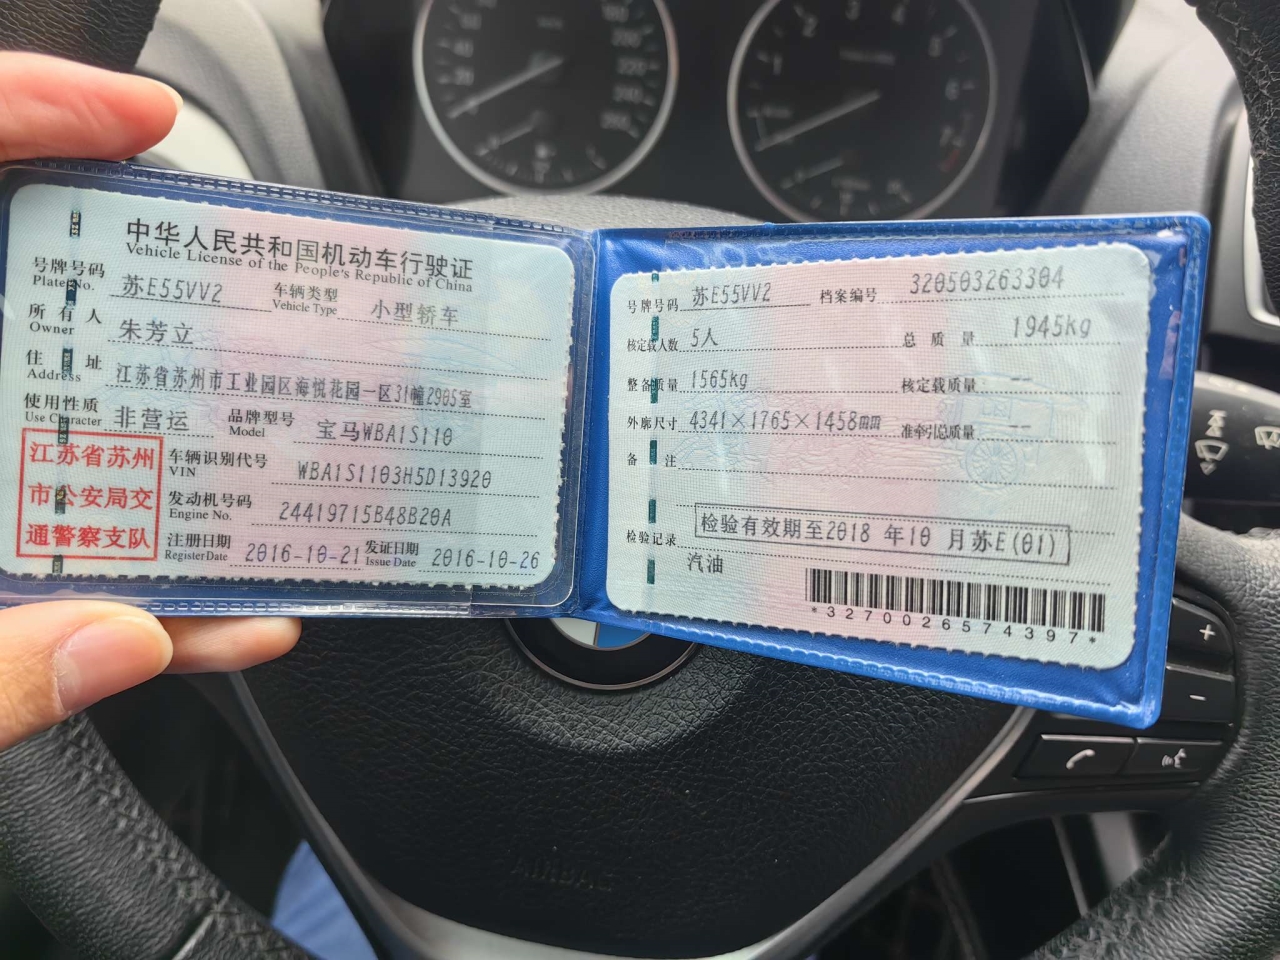 中华人民共和国机动车行驶证
Vehicle License of the People's Republic of China
号牌号码 苏E55VV2 车辆类型 小型轿车
Plate No. Vehicle Type
所有人 朱芳立
Owner
住址 江苏省苏州市工业园区海悦花园一区31幢2905室
Address
使用性质 非营运 品牌型号 宝马WBA1S110
Use Character Model
江苏省苏州
市公安局交
通警察支队
车辆识别代号 WBA1S1103H5D13920
VIN
发动机号码 24419715B48B20A
Engine No.
注册日期 2016-10-21 发证日期 2016-10-26
Register Date Issue Date
号牌号码 苏E55VV2 档案编号 320503263304
核定载人数 5人 总质量 1945kg
整备质量 1565kg 核定载质量 --
外廓尺寸 4341×1765×1458mm 准牵引总质量 --
备注
检验记录 检验有效期至2018 年10 月苏E(01)
汽油
*3270026574397*
AIRBAG